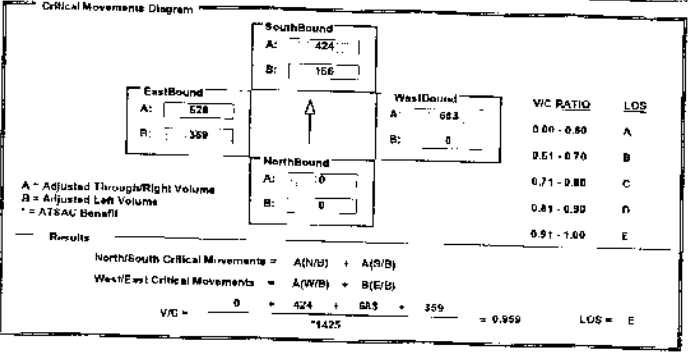 Critical Movements Diagram
SouthBound
A: 424
B: 156
EastBound
A: 528
B: 359
WestBound
A: 683
B: 0
NorthBound
A: 0
B: 0
V/C RATIO LOS
0.00 - 0.60 A
0.61 - 0.70 B
0.71 - 0.80 C
0.81 - 0.90 D
0.91 - 1.00 E
A = Adjusted Through/Right Volume
B = Adjusted Left Volume
* = ATSAC Benefit
Results
North/South Critical Movements = A(N/B) + A(S/B)
West/East Critical Movements = A(W/B) + B(E/B)
V/C = 0 + 424 + 683 + 359 = 0.959 LOS = E
*1425